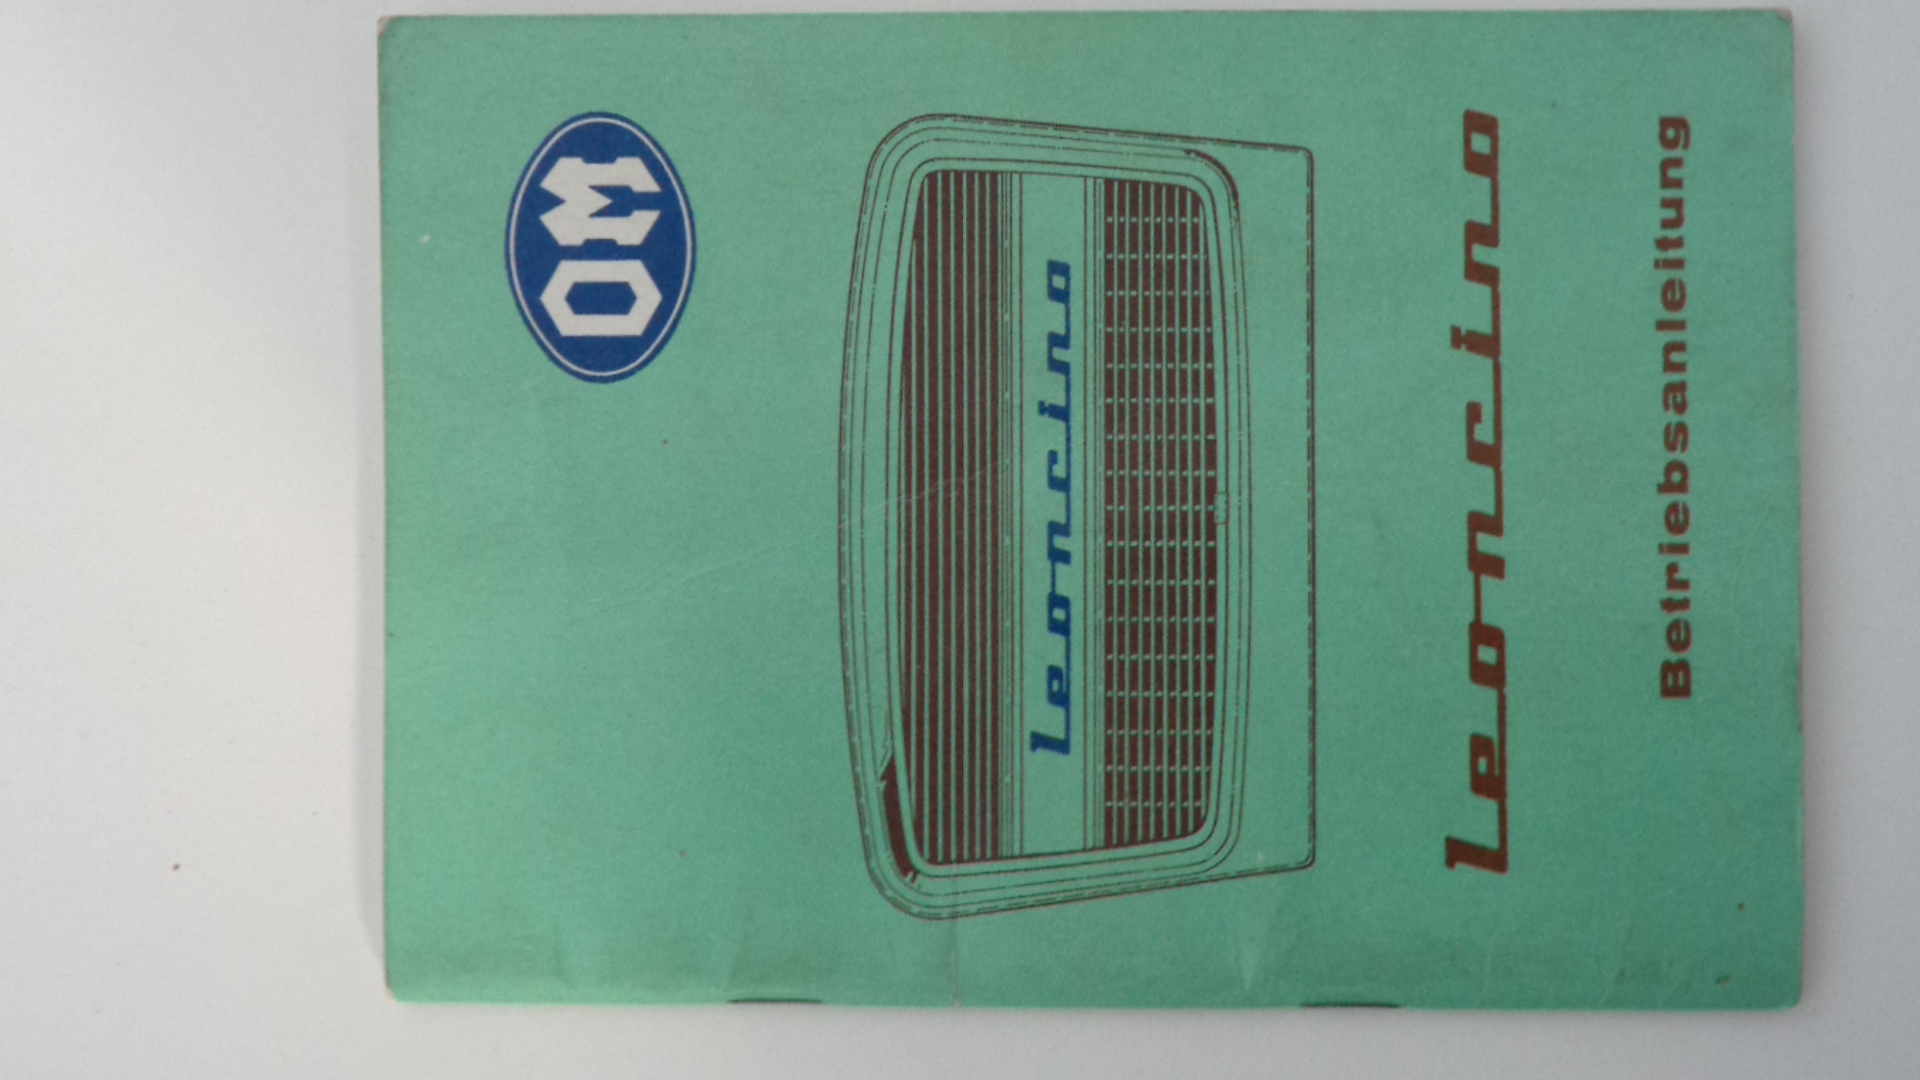 OM
leoncino
leoncino
Betriebsanleitung